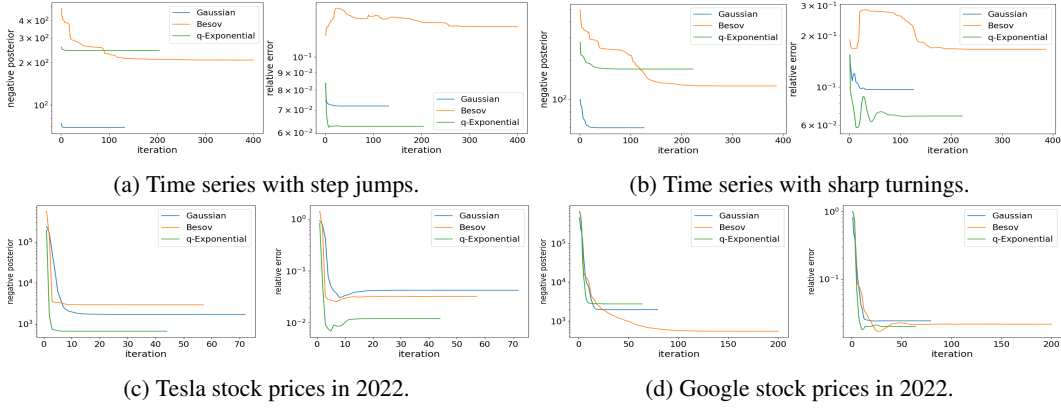 negative posterior
4 × 10²
3 × 10²
2 × 10²
10²
Gaussian
Besov
q-Exponential
0 100 200 300 400
iteration
relative error
10⁻¹
9 × 10⁻²
8 × 10⁻²
7 × 10⁻²
6 × 10⁻²
Gaussian
Besov
q-Exponential
0 100 200 300 400
iteration
negative posterior
10²
Gaussian
Besov
q-Exponential
0 100 200 300 400
iteration
relative error
3 × 10⁻¹
2 × 10⁻¹
10⁻¹
6 × 10⁻²
Gaussian
Besov
q-Exponential
0 100 200 300 400
iteration
(a) Time series with step jumps.
(b) Time series with sharp turnings.
negative posterior
10⁵
10⁴
10³
Gaussian
Besov
q-Exponential
0 10 20 30 40 50 60 70
iteration
relative error
10⁰
10⁻¹
10⁻²
Gaussian
Besov
q-Exponential
0 10 20 30 40 50 60 70
iteration
negative posterior
10⁵
10⁴
10³
Gaussian
Besov
q-Exponential
0 50 100 150 200
iteration
relative error
10⁰
10⁻¹
Gaussian
Besov
q-Exponential
0 50 100 150 200
iteration
(c) Tesla stock prices in 2022.
(d) Google stock prices in 2022.